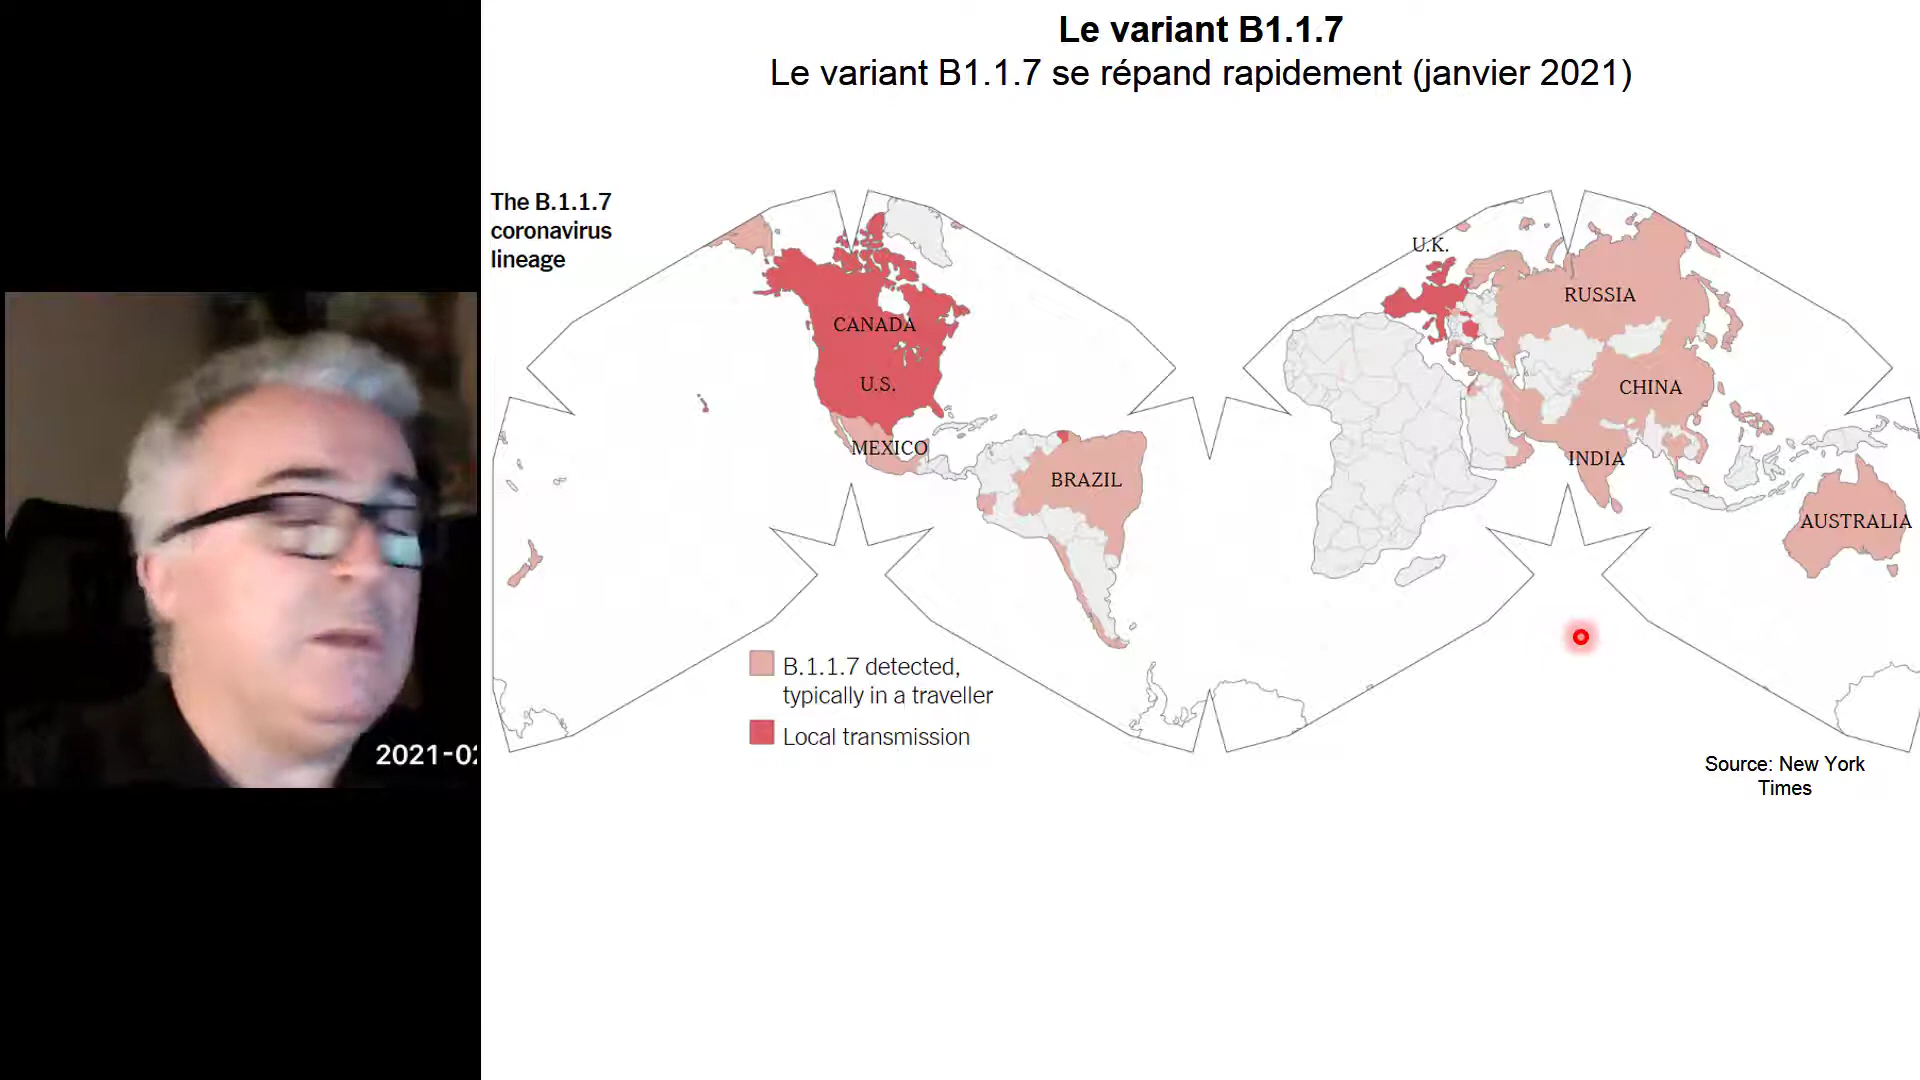 Le variant B1.1.7
Le variant B1.1.7 se répand rapidement (janvier 2021)
The B.1.1.7
coronavirus
lineage
U.K.
RUSSIA
CANADA
U.S.
CHINA
MEXICO
INDIA
BRAZIL
AUSTRALIA
B.1.1.7 detected,
typically in a traveller
Local transmission
2021-02
Source: New York
Times